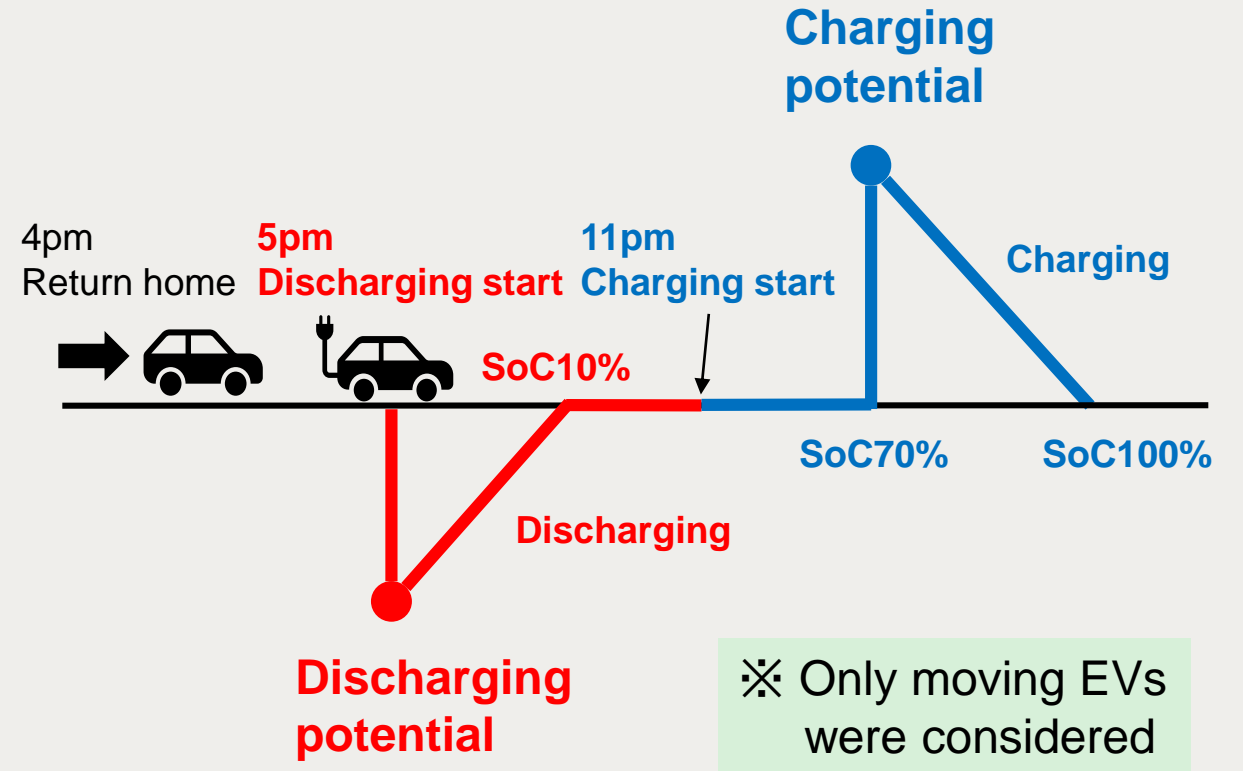 Charging
potential
4pm
Return home
5pm
Discharging start
11pm
Charging start
Charging
SoC10%
SoC70%
SoC100%
Discharging
Discharging
potential
※ Only moving EVs
were considered